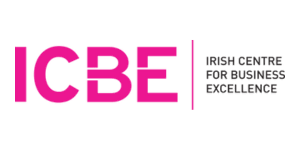 ICBE
IRISH CENTRE
FOR BUSINESS
EXCELLENCE